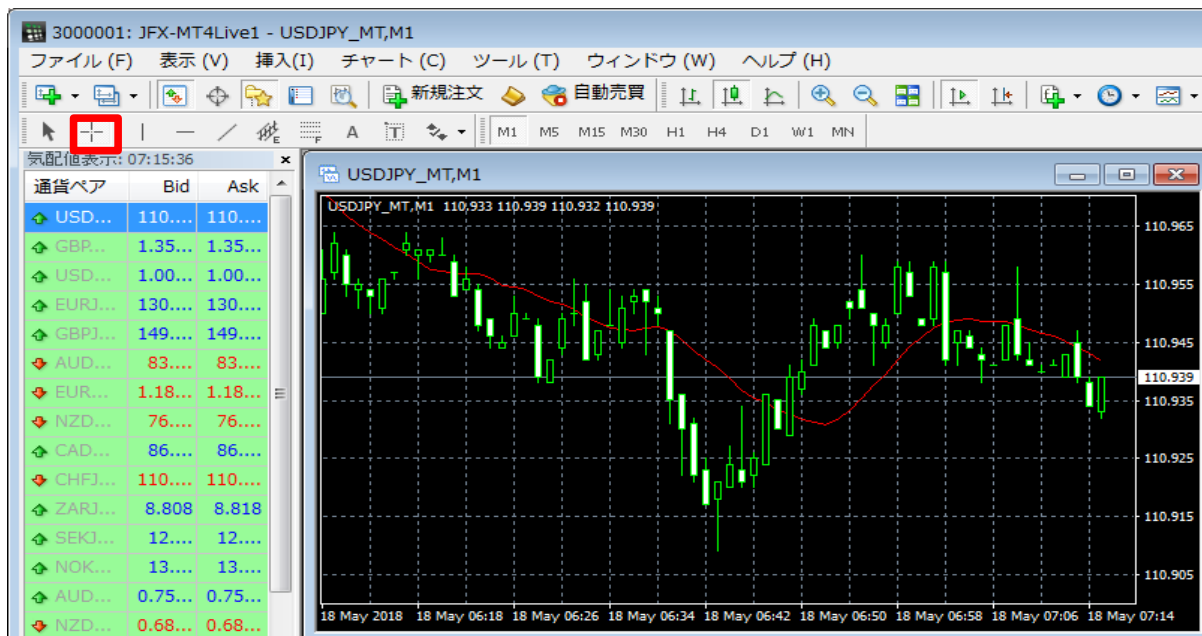 3000001: JFX-MT4Live1 - USDJPY_MT,M1
ファイル (F) 表示 (V) 挿入(I) チャート (C) ツール (T) ウィンドウ (W) ヘルプ (H)
新規注文 自動売買
E F A T M1 M5 M15 M30 H1 H4 D1 W1 MN
気配値表示: 07:15:36 ×
通貨ペア Bid Ask
USD... 110.... 110....
GBP... 1.35... 1.35...
USD... 1.00... 1.00...
EURJ... 130.... 130....
GBPJ... 149.... 149....
AUD... 83.... 83....
EUR... 1.18... 1.18...
NZD... 76.... 76....
CAD... 86.... 86....
CHFJ... 110.... 110....
ZARJ... 8.808 8.818
SEKJ... 12.... 12....
NOK... 13.... 13....
AUD... 0.75... 0.75...
NZD... 0.68... 0.68...
USDJPY_MT,M1
USDJPY_MT,M1 110.933 110.939 110.932 110.939
110.965
110.955
110.945
110.939
110.935
110.925
110.915
110.905
18 May 2018 18 May 06:18 18 May 06:26 18 May 06:34 18 May 06:42 18 May 06:50 18 May 06:58 18 May 07:06 18 May 07:14